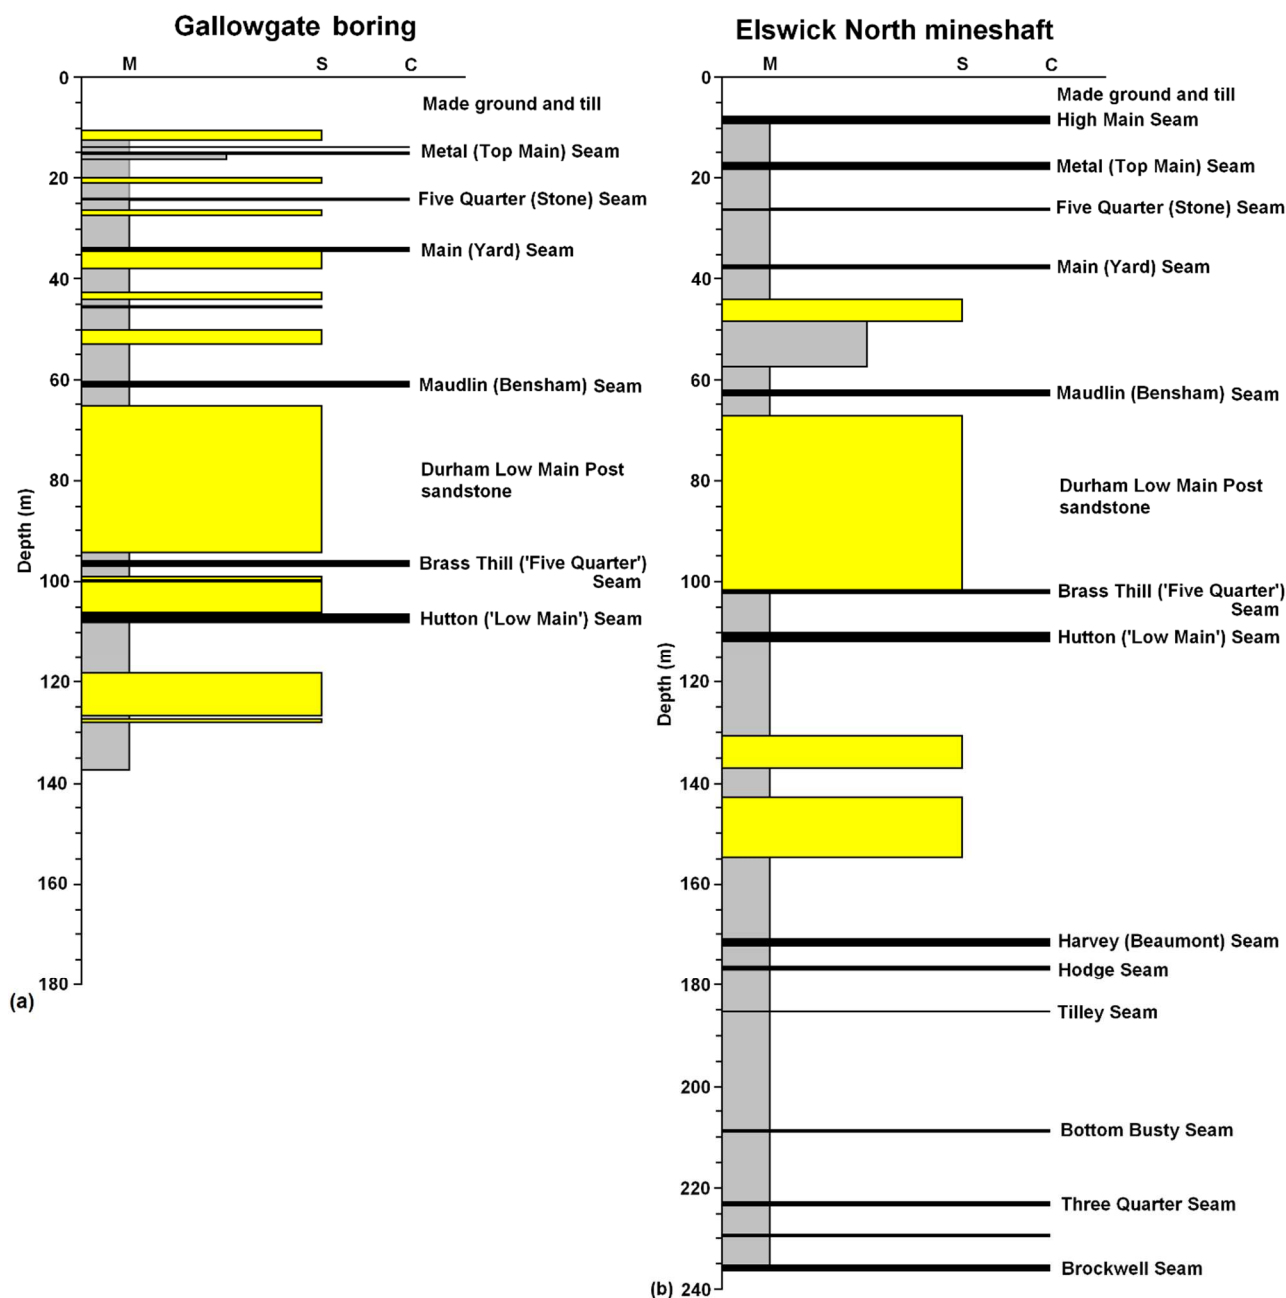 Gallowgate boring
M S C
0
Made ground and till
Metal (Top Main) Seam
20
Five Quarter (Stone) Seam
Main (Yard) Seam
40
60
Maudlin (Bensham) Seam
Durham Low Main Post
sandstone
80
Depth (m)
Brass Thill ('Five Quarter')
Seam
100
Hutton ('Low Main') Seam
120
140
160
180
(a)
Elswick North mineshaft
M S C
0
Made ground and till
High Main Seam
Metal (Top Main) Seam
20
Five Quarter (Stone) Seam
Main (Yard) Seam
40
60
Maudlin (Bensham) Seam
80
Durham Low Main Post
sandstone
100
Brass Thill ('Five Quarter')
Seam
Hutton ('Low Main') Seam
Depth (m)
120
140
160
Harvey (Beaumont) Seam
Hodge Seam
180
Tilley Seam
200
Bottom Busty Seam
220
Three Quarter Seam
Brockwell Seam
240
(b)